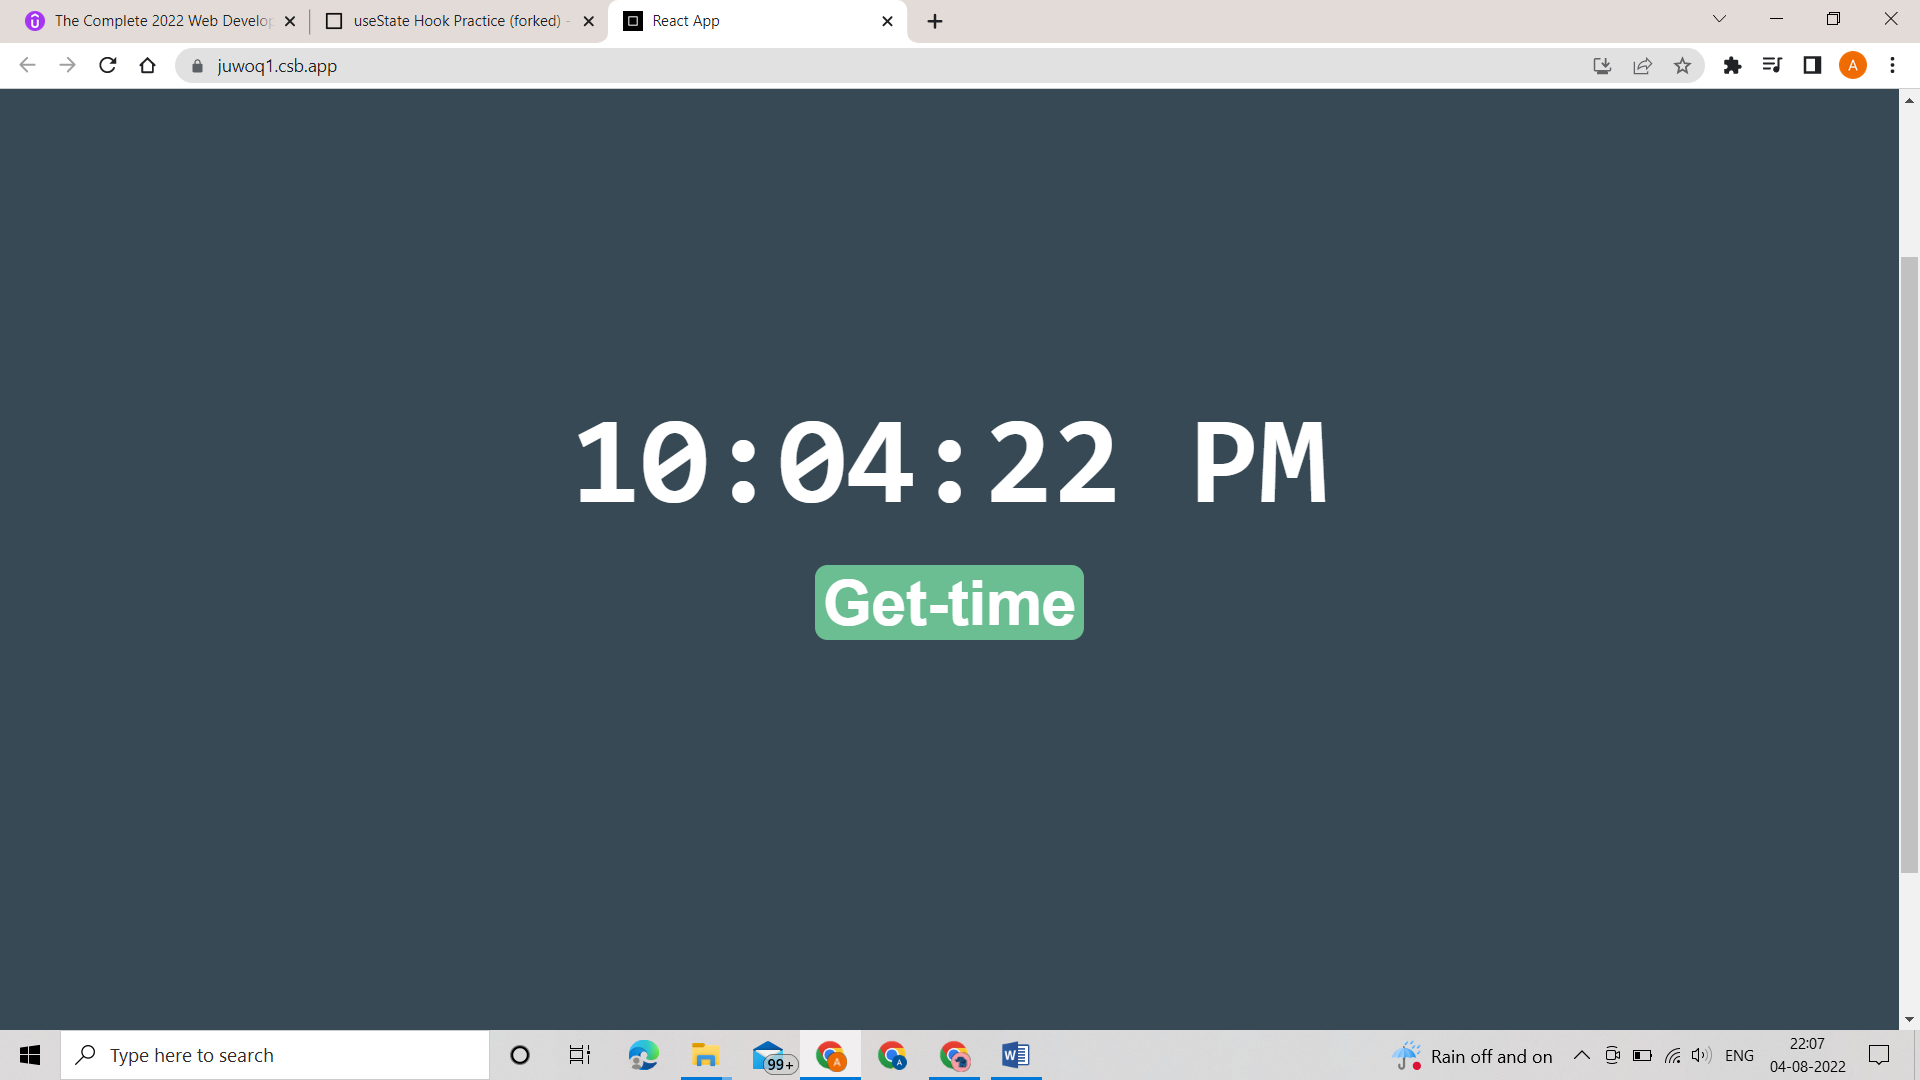 The Complete 2022 Web Develop
useState Hook Practice (forked) -
React App
juwoq1.csb.app
A
10:04:22 PM
Get-time
Type here to search
99+
A
A
W
Rain off and on
ENG
22:07
04-08-2022